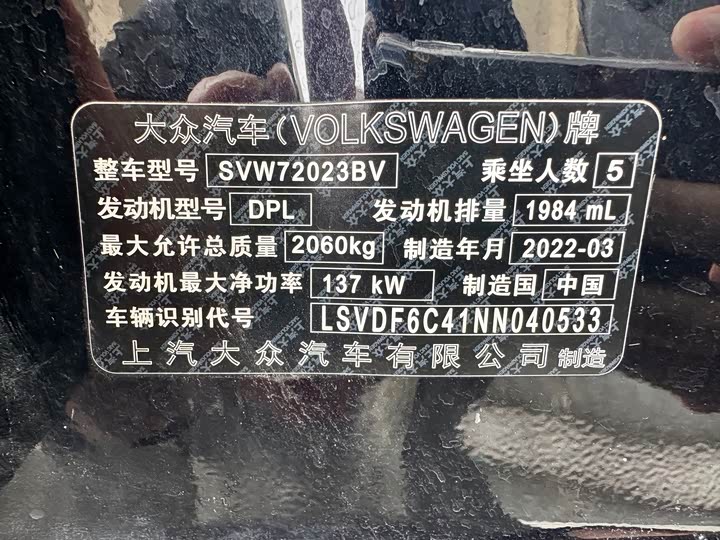 大众汽车(VOLKSWAGEN)牌
整车型号 SVW72023BV 乘坐人数 5
发动机型号 DPL 发动机排量 1984 mL
最大允许总质量 2060kg 制造年月 2022-03
发动机最大净功率 137 kW 制造国 中国
车辆识别代号 LSVDF6C41NN040533
上汽大众汽车有限公司 制造